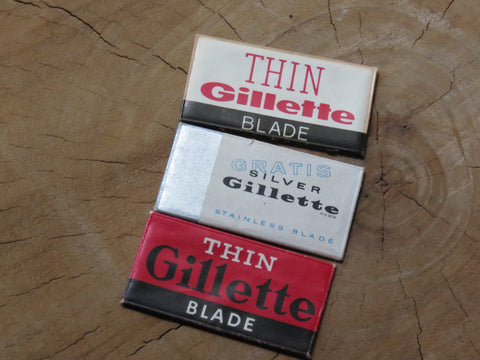 THIN
Gillette
BLADE
GRATIS
SILVER
Gillette
STAINLESS BLADE
THIN
Gillette
BLADE